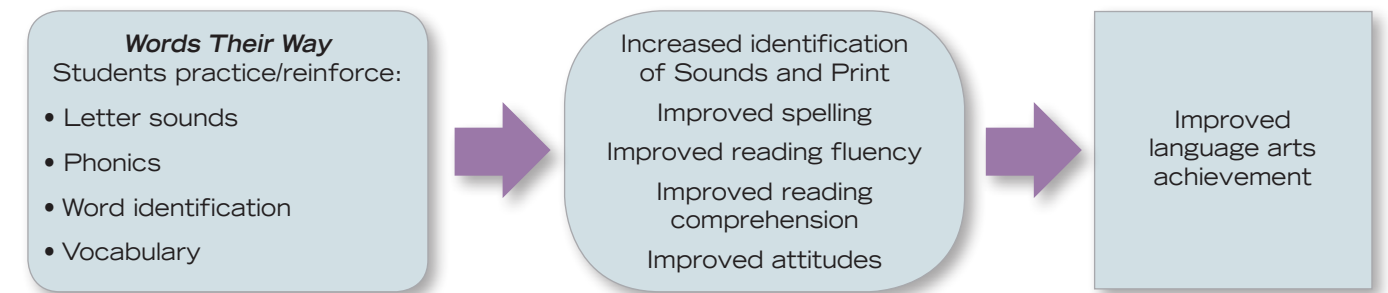 Words Their Way
Students practice/reinforce:
• Letter sounds
• Phonics
• Word identification
• Vocabulary
Increased identification
of Sounds and Print
Improved spelling
Improved reading fluency
Improved reading
comprehension
Improved attitudes
Improved
language arts
achievement